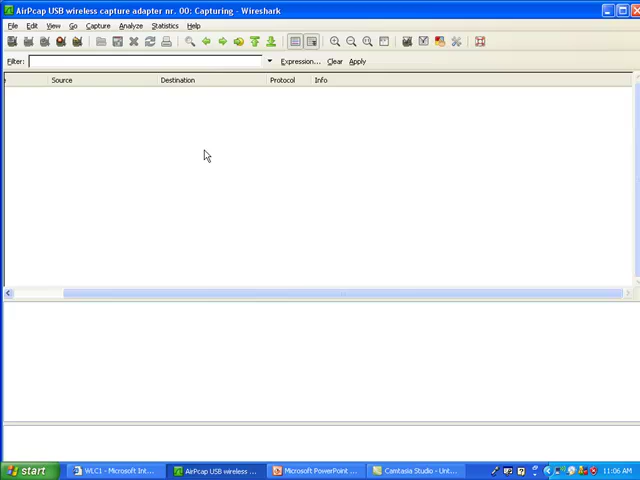 AirPcap USB wireless capture adapter nr. 00: Capturing - Wireshark
File Edit View Go Capture Analyze Statistics Help
Filter: Expression... Clear Apply
Source Destination Protocol Info
start WLC1 - Microsoft Int... AirPcap USB wireless ... Microsoft PowerPoint ... Camtasia Studio - Unt... 11:06 AM